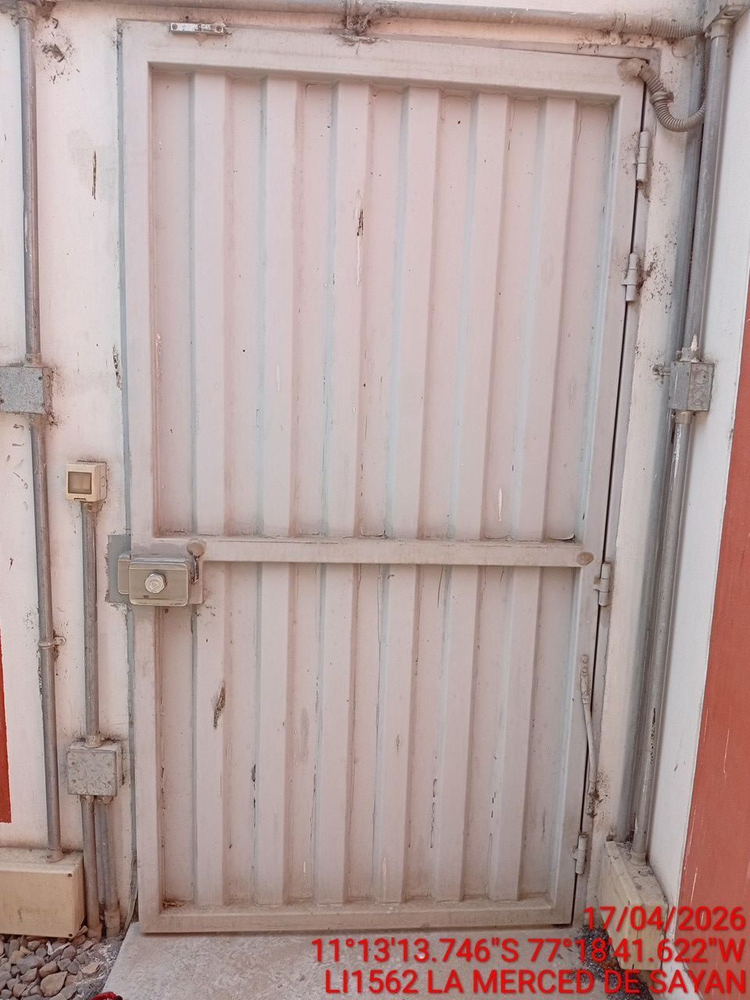 17/04/2026
11°13'13.746"S 77°18'41.622"W
LI1562 LA MERCED DE SAYAN